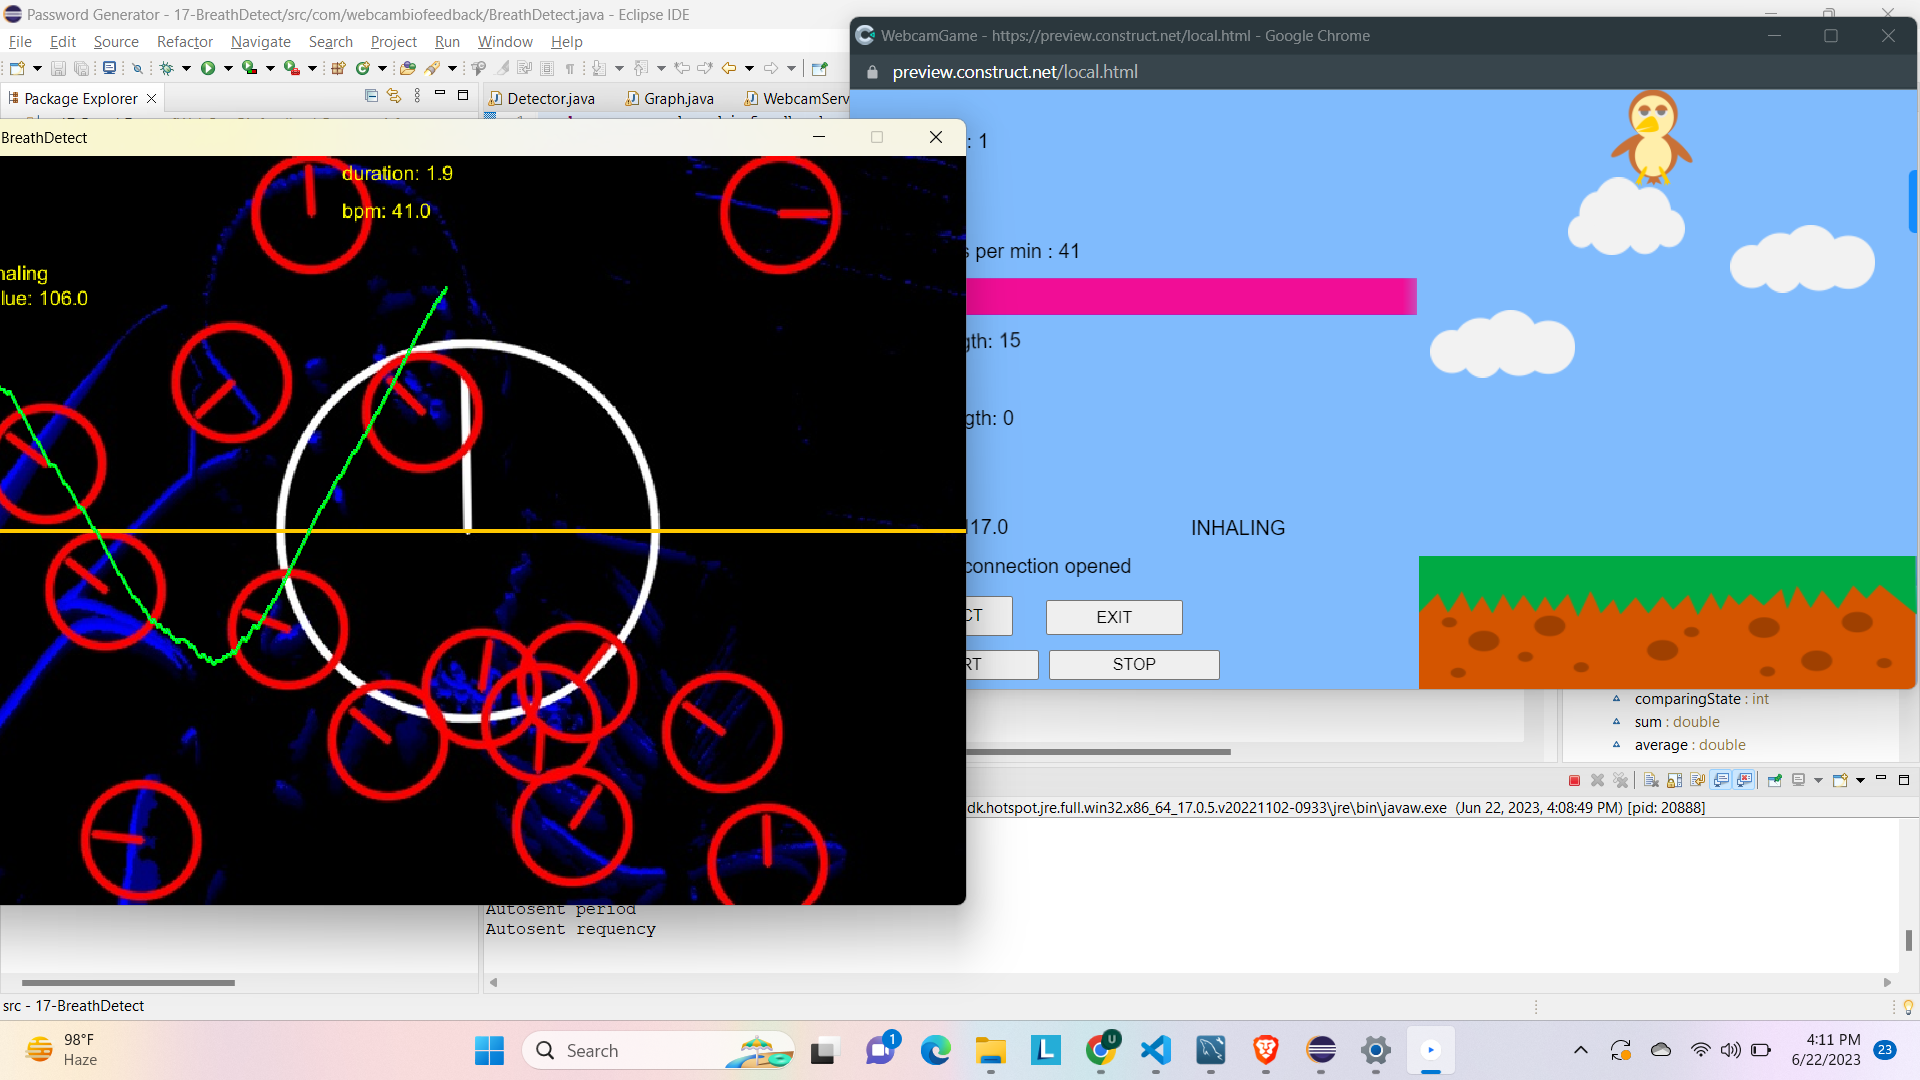 Password Generator - 17-BreathDetect/src/com/webcambiofeedback/BreathDetect.java - Eclipse IDE
File Edit Source Refactor Navigate Search Project Run Window Help
Package Explorer
Detector.java Graph.java WebcamServ
WebcamGame - https://preview.construct.net/local.html - Google Chrome
preview.construct.net/local.html
BreathDetect
duration: 1.9
bpm: 41.0
haling
lue: 106.0
: 1
s per min : 41
gth: 15
gth: 0
117.0
INHALING
connection opened
CT
EXIT
RT
STOP
comparingState : int
sum : double
average : double
dk.hotspot.jre.full.win32.x86_64_17.0.5.v20221102-0933\jre\bin\javaw.exe (Jun 22, 2023, 4:08:49 PM) [pid: 20888]
Autosent period
Autosent requency
src - 17-BreathDetect
98°F
Haze
Search
1
U
L
4:11 PM
6/22/2023
23